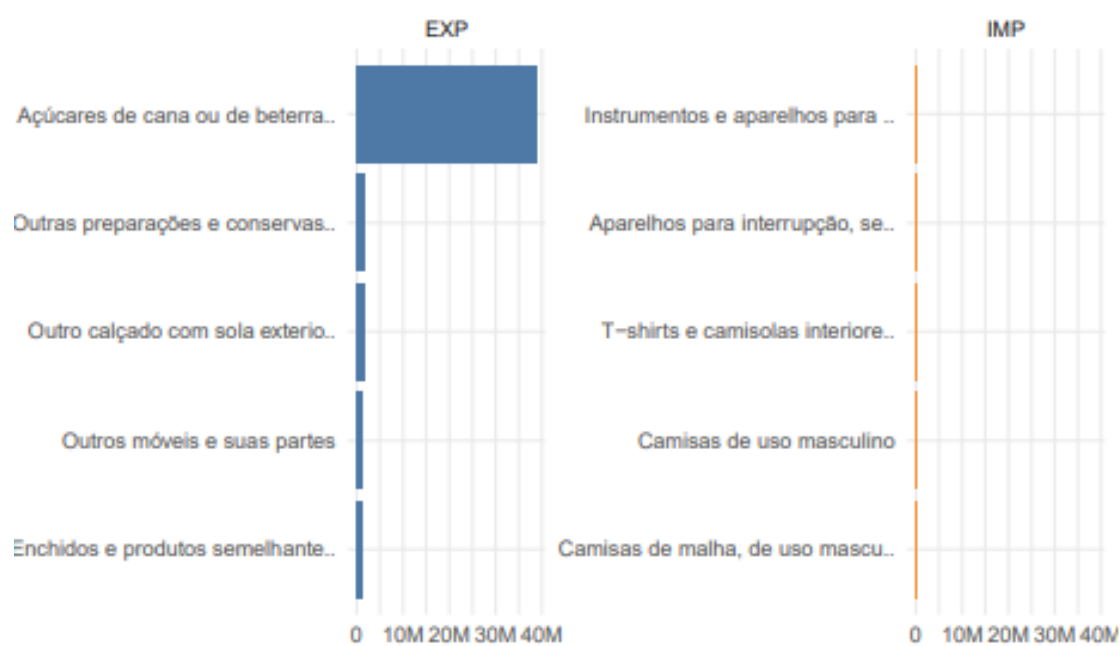 EXP
Açúcares de cana ou de beterra..
Outras preparações e conservas..
Outro calçado com sola exterio..
Outros móveis e suas partes
Enchidos e produtos semelhante..
0 10M 20M 30M 40M
IMP
Instrumentos e aparelhos para ..
Aparelhos para interrupção, se..
T-shirts e camisolas interiore..
Camisas de uso masculino
Camisas de malha, de uso mascu..
0 10M 20M 30M 40M